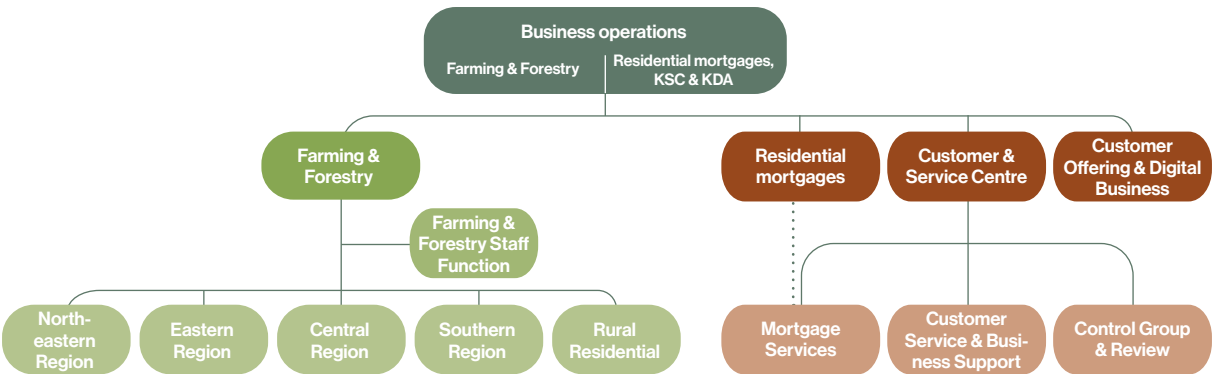 Business operations
Farming & Forestry
Residential mortgages,
KSC & KDA
Farming &
Forestry
Residential
mortgages
Customer &
Service Centre
Customer
Offering & Digital
Business
Farming &
Forestry Staff
Function
North-
eastern
Region
Eastern
Region
Central
Region
Southern
Region
Rural
Residential
Mortgage
Services
Customer
Service & Busi-
ness Support
Control Group
& Review